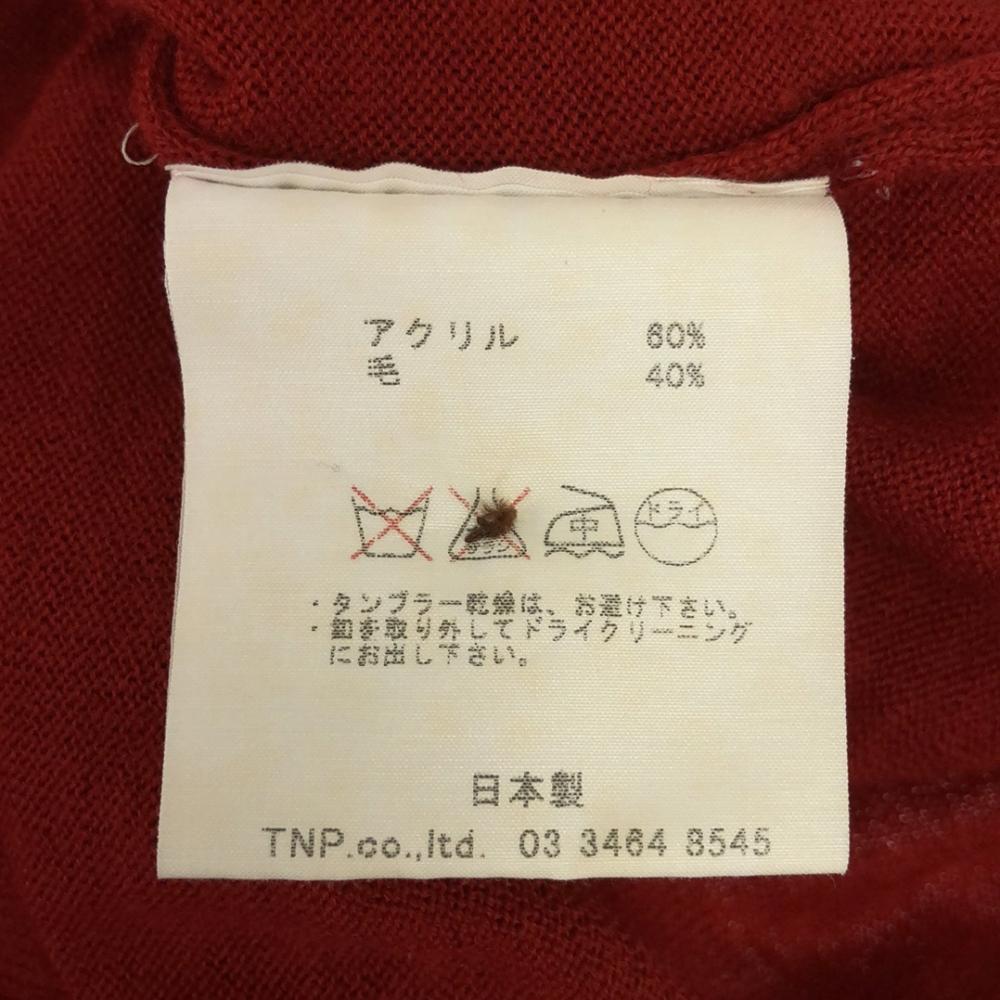 アクリル 60%
毛 40%
中 ドライ
・タンブラー乾燥は、お避け下さい。
・釦を取り外してドライクリーニング
にお出し下さい。
日本製
TNP.co.,ltd. 03 3464 8545